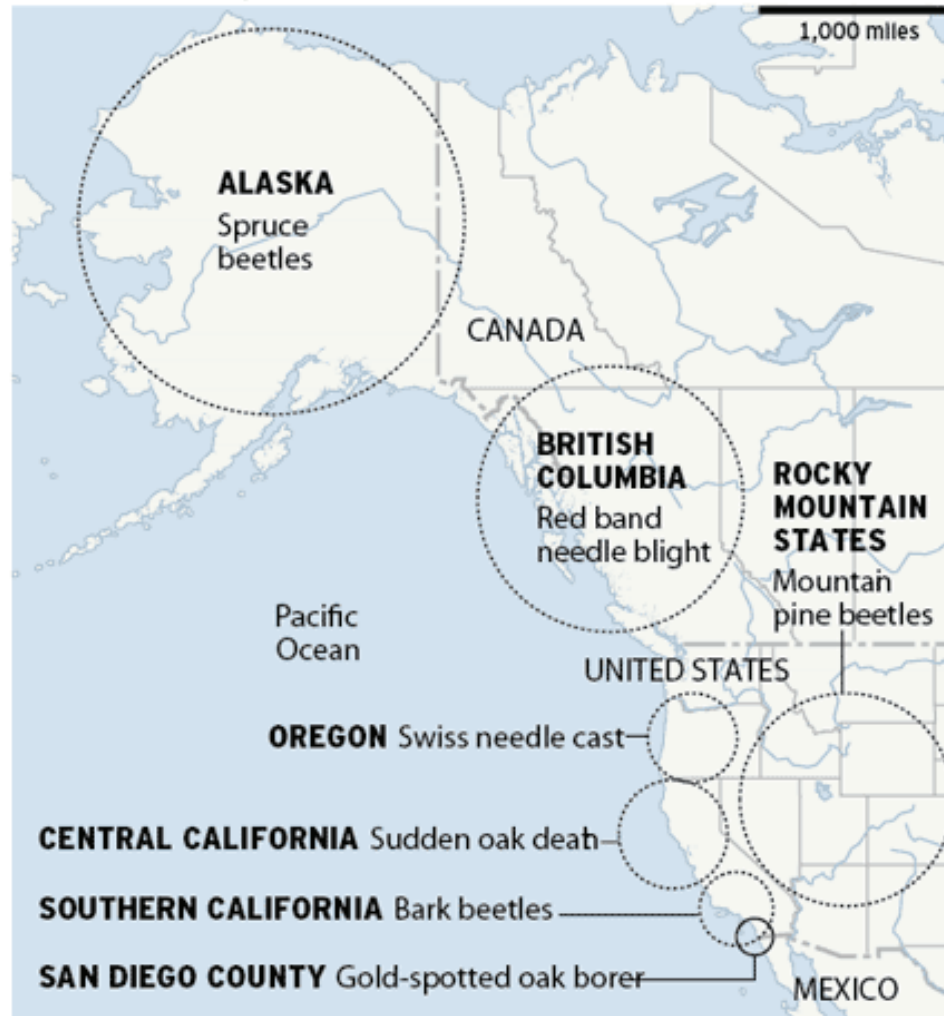 1,000 miles
ALASKA
Spruce
beetles
CANADA
BRITISH
COLUMBIA
Red band
needle blight
ROCKY
MOUNTAIN
STATES
Mountain
pine beetles
Pacific
Ocean
UNITED STATES
OREGON Swiss needle cast
CENTRAL CALIFORNIA Sudden oak death
SOUTHERN CALIFORNIA Bark beetles
SAN DIEGO COUNTY Gold-spotted oak borer
MEXICO